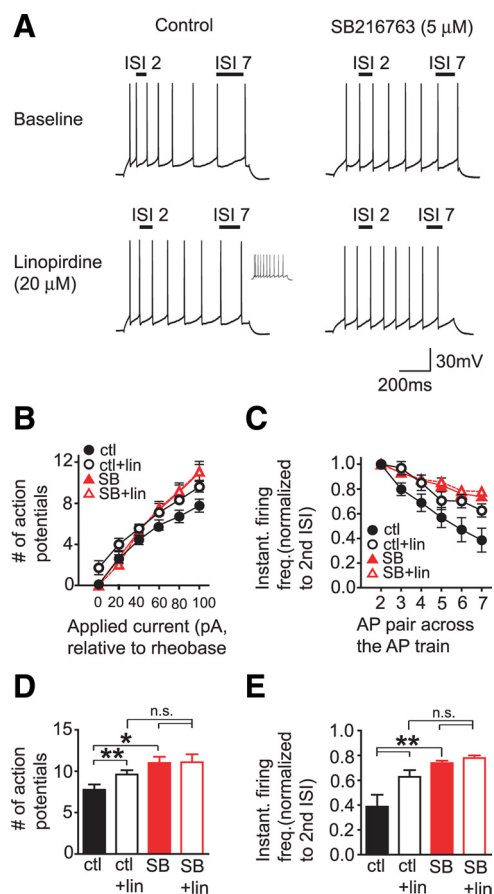 A
Control
SB216763 (5 µM)
ISI 2
ISI 7
ISI 2
ISI 7
Baseline
ISI 2
ISI 7
ISI 2
ISI 7
Linopirdine
(20 µM)
30mV
200ms
B
ctl
ctl+lin
SB
SB+lin
12
8
4
0
# of action
potentials
0 20 40 60 80 100
Applied current (pA,
relative to rheobase
C
1.0
0.8
0.6
0.4
0.2
0.0
Instant. firing
freq.(normalized
to 2nd ISI)
ctl
ctl+lin
SB
SB+lin
2 3 4 5 6 7
AP pair across
the AP train
D
n.s.
*
**
15
10
5
0
# of action
potentials
ctl
ctl
+lin
SB
SB
+lin
E
n.s.
**
1.0
0.8
0.6
0.4
0.2
0.0
Instant. firing
freq.(normalized
to 2nd ISI)
ctl
ctl
+lin
SB
SB
+lin